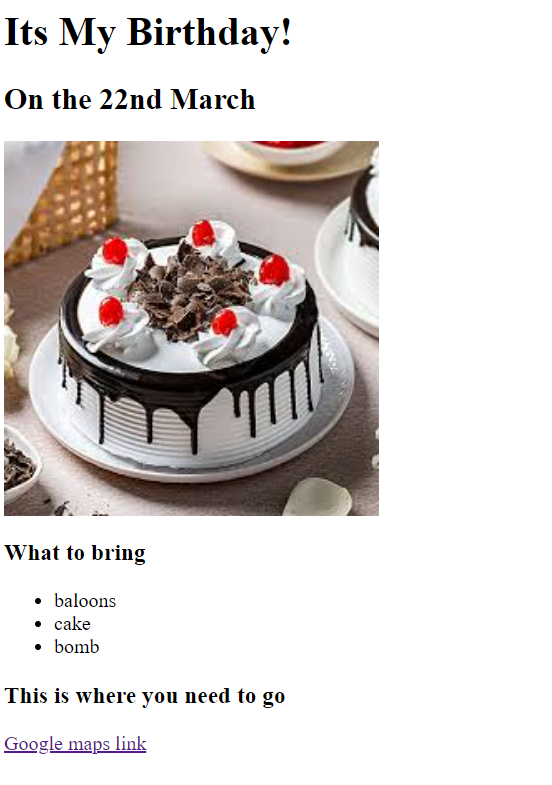 Its My Birthday!
On the 22nd March
What to bring
baloons
cake
bomb
This is where you need to go
Google maps link